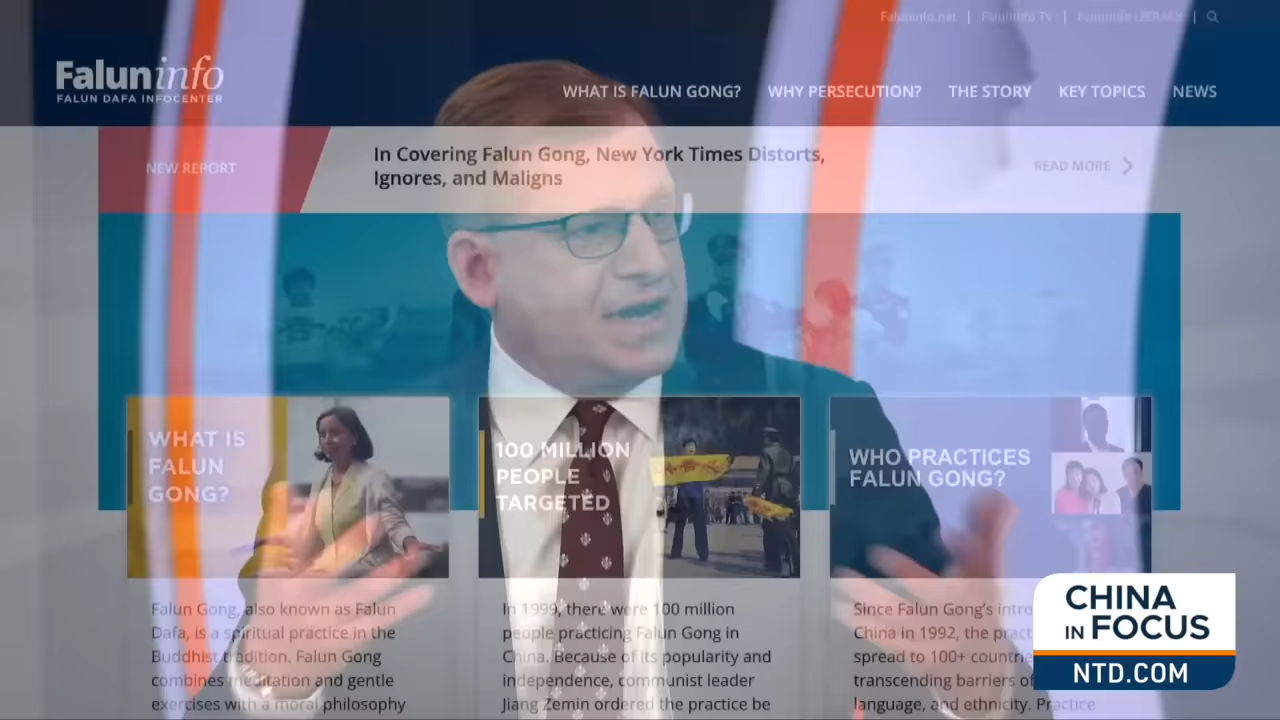 Faluninfo.net | Faluninfo TV |
Faluninfo
FALUN DAFA INFOCENTER
WHAT IS FALUN GONG? WHY PERSECUTION? THE STORY KEY TOPICS NEWS
NEW REPORT
In Covering Falun Gong, New York Times Distorts,
Ignores, and Maligns
READ MORE
WHAT IS
FALUN
GONG?
100 MILLION
PEOPLE
TARGETED
WHO PRACTICES
FALUN GONG?
Falun Gong, also known as Falun
Dafa, is a spiritual practice in the
Buddhist tradition. Falun Gong
combines meditation and gentle
exercises with a moral philosophy
In 1999, there were 100 million
people practicing Falun Gong in
China. Because of its popularity and
independence, communist leader
Jiang Zemin ordered the practice be
Since Falun Gong's
China in 1992, the
spread to 100+
transcending barriers of
language, and ethnicity. Practice
CHINA
IN FOCUS
NTD.COM